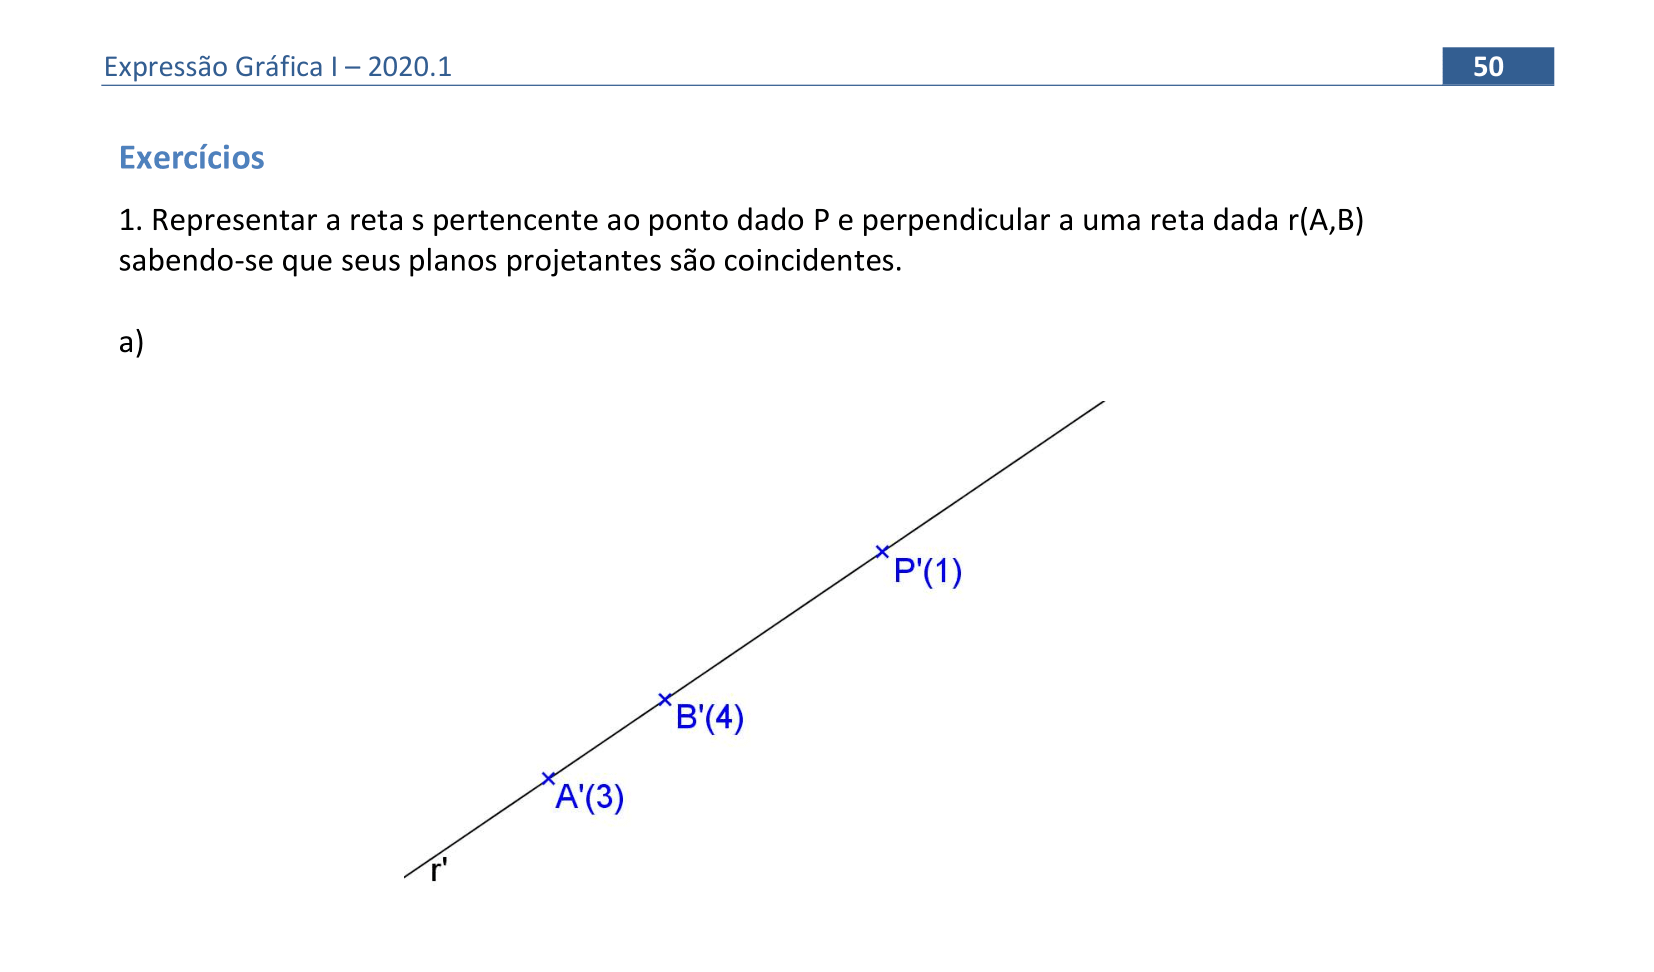 Expressão Gráfica I – 2020.1
50
Exercícios
1. Representar a reta s pertencente ao ponto dado P e perpendicular a uma reta dada r(A,B)
sabendo-se que seus planos projetantes são coincidentes.
a)
P'(1)
B'(4)
A'(3)
r'